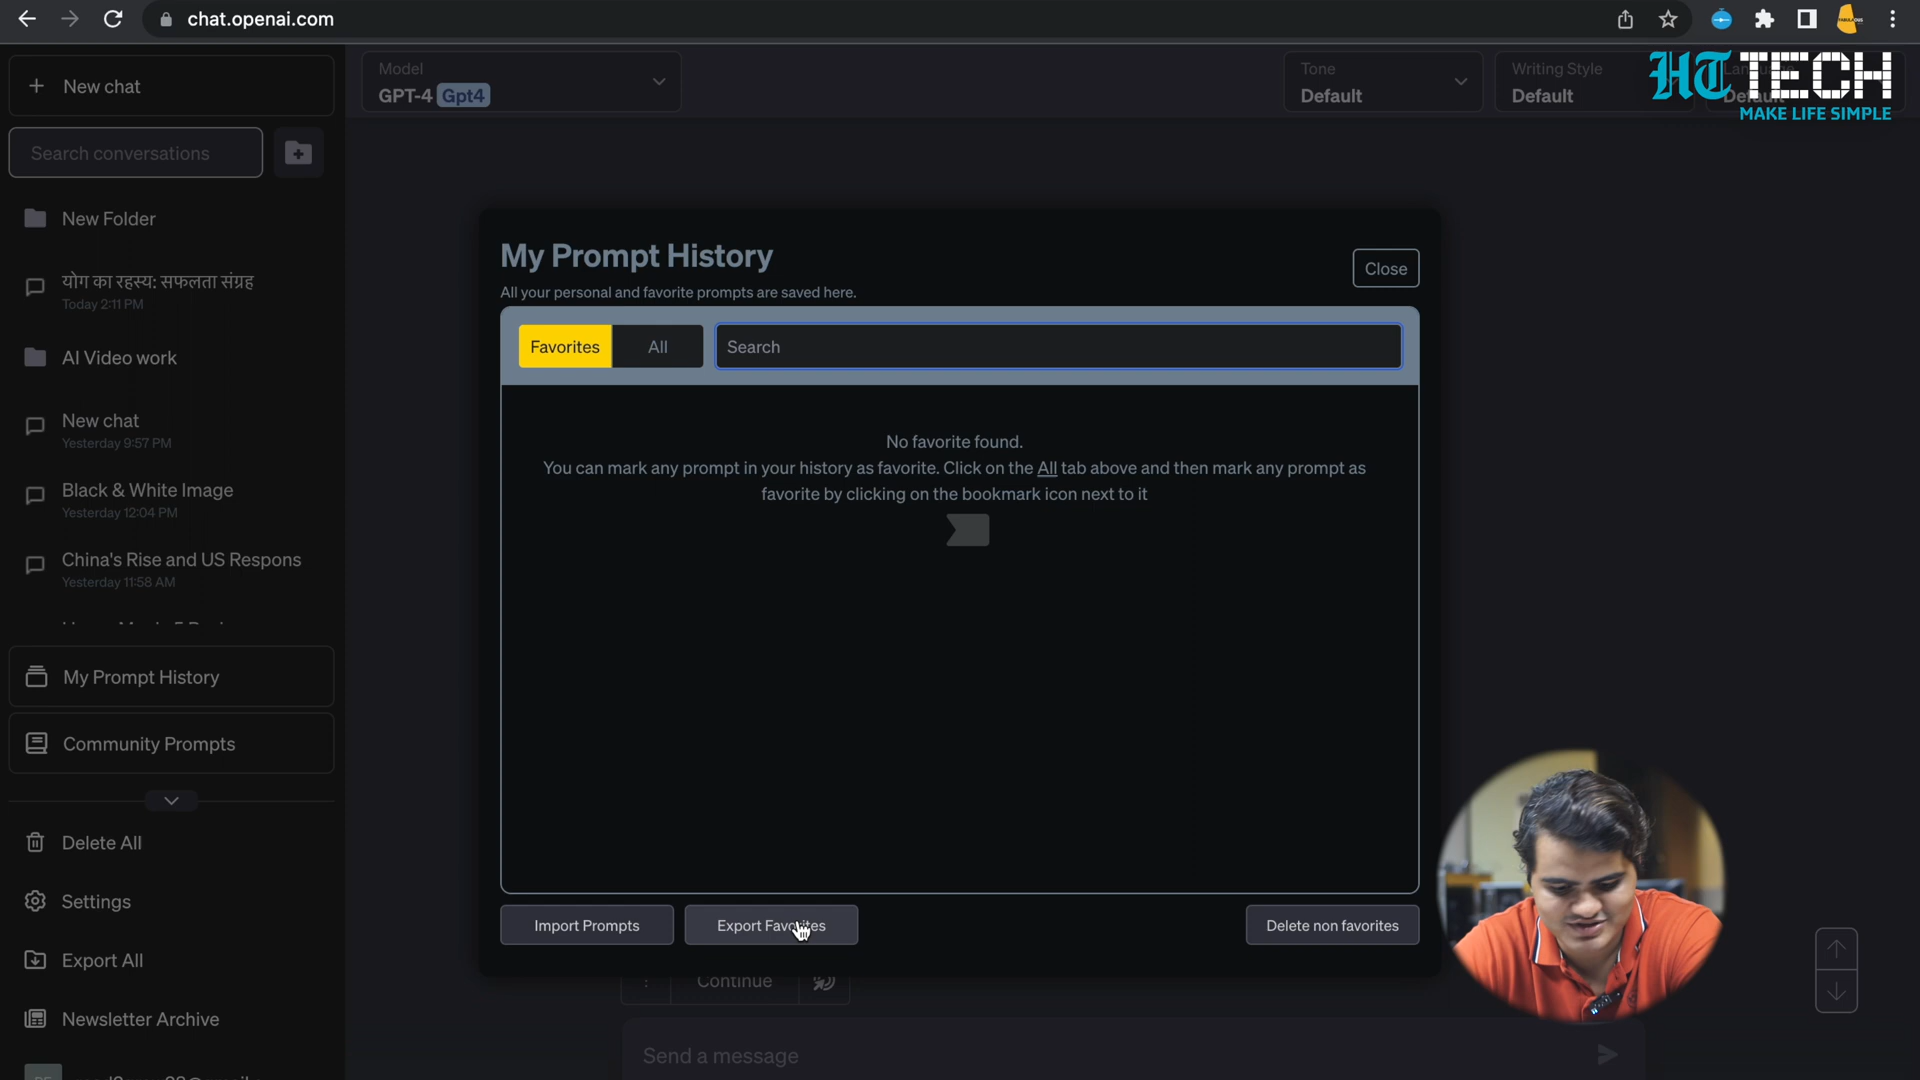 chat.openai.com
New chat
Search conversations
New Folder
योग का रहस्य: सफलता संग्रह
Today 2:11 PM
AI Video work
New chat
Yesterday 9:57 PM
Black & White Image
Yesterday 12:04 PM
China's Rise and US Respons
Yesterday 11:58 AM
My Prompt History
Community Prompts
Delete All
Settings
Export All
Newsletter Archive
Model
GPT-4 Gpt4
Tone
Default
Writing Style
Default
Default
HT TECH
MAKE LIFE SIMPLE
My Prompt History
Close
All your personal and favorite prompts are saved here.
Favorites
All
Search
No favorite found.
You can mark any prompt in your history as favorite. Click on the All tab above and then mark any prompt as
favorite by clicking on the bookmark icon next to it
Import Prompts
Export Favorites
Delete non favorites
Continue
Send a message